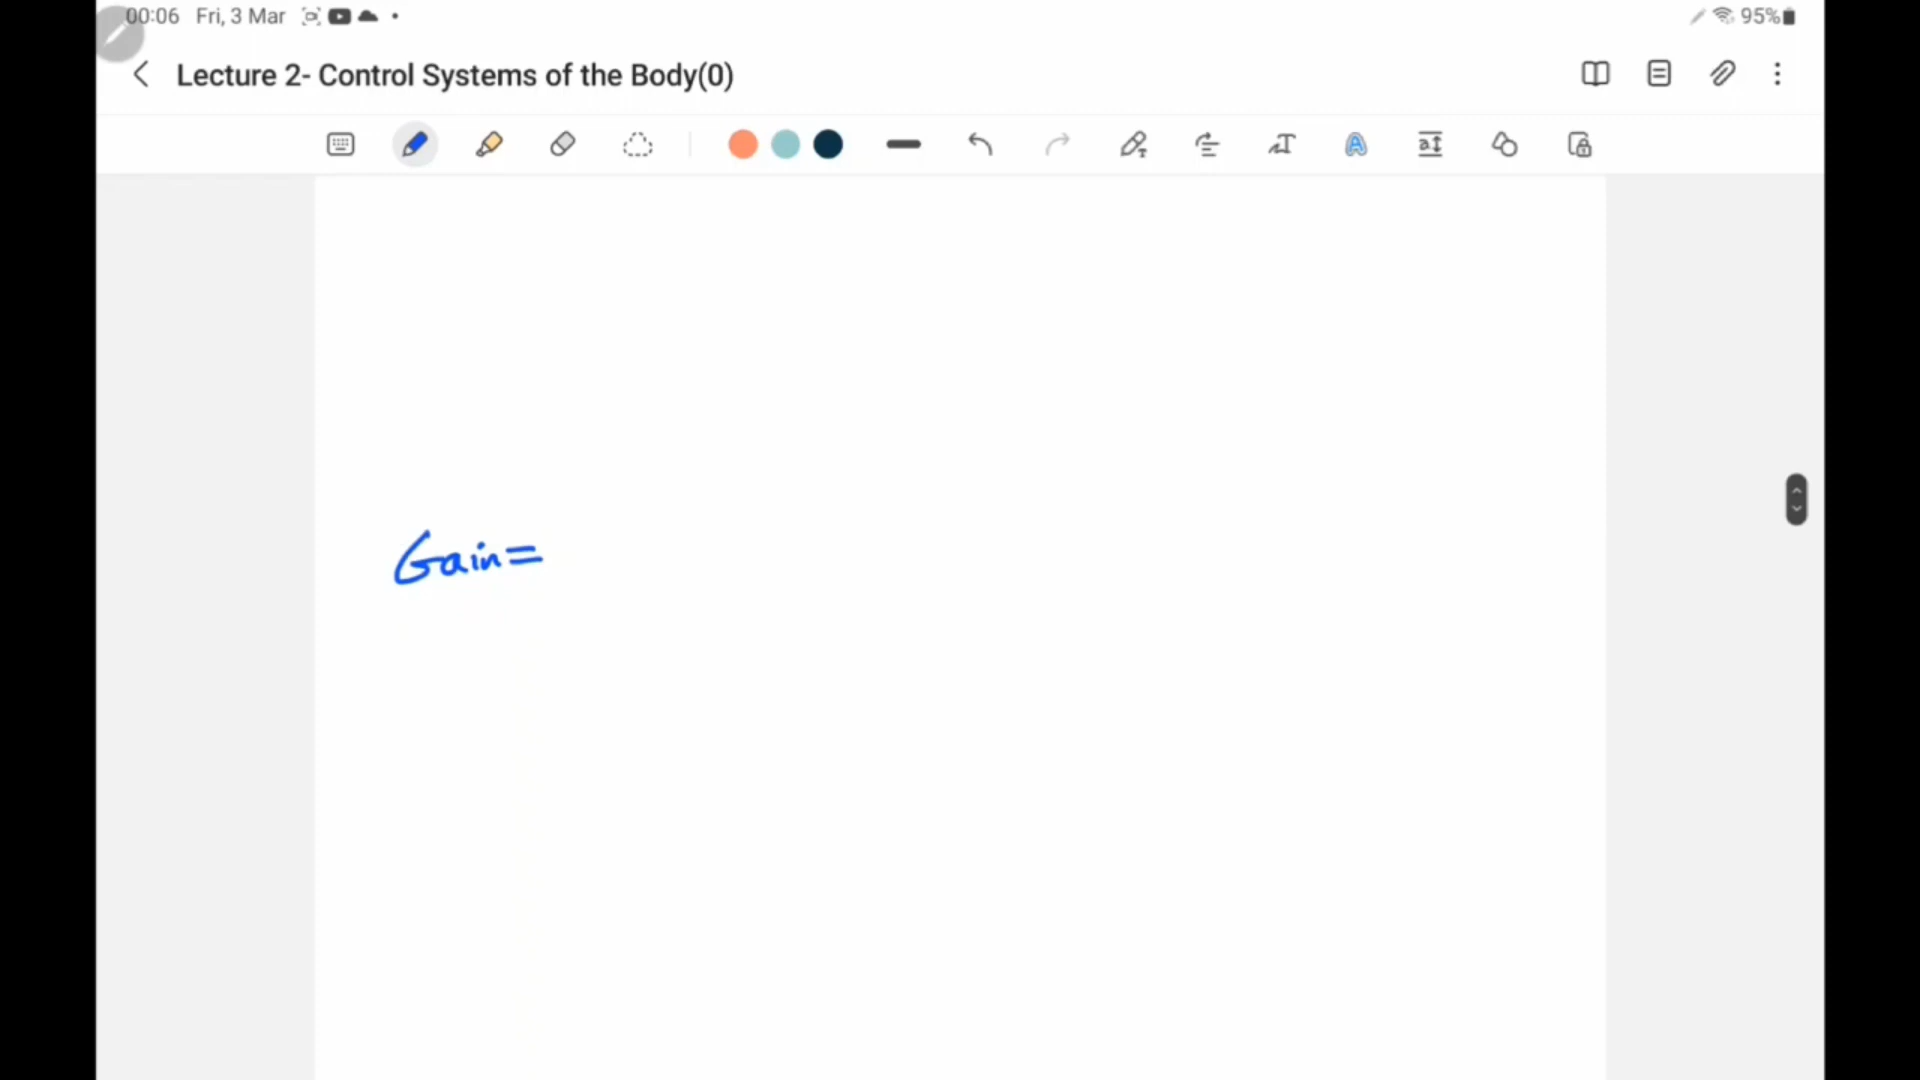 00:06 Fri, 3 Mar
95%
Lecture 2- Control Systems of the Body(0)
Gain=